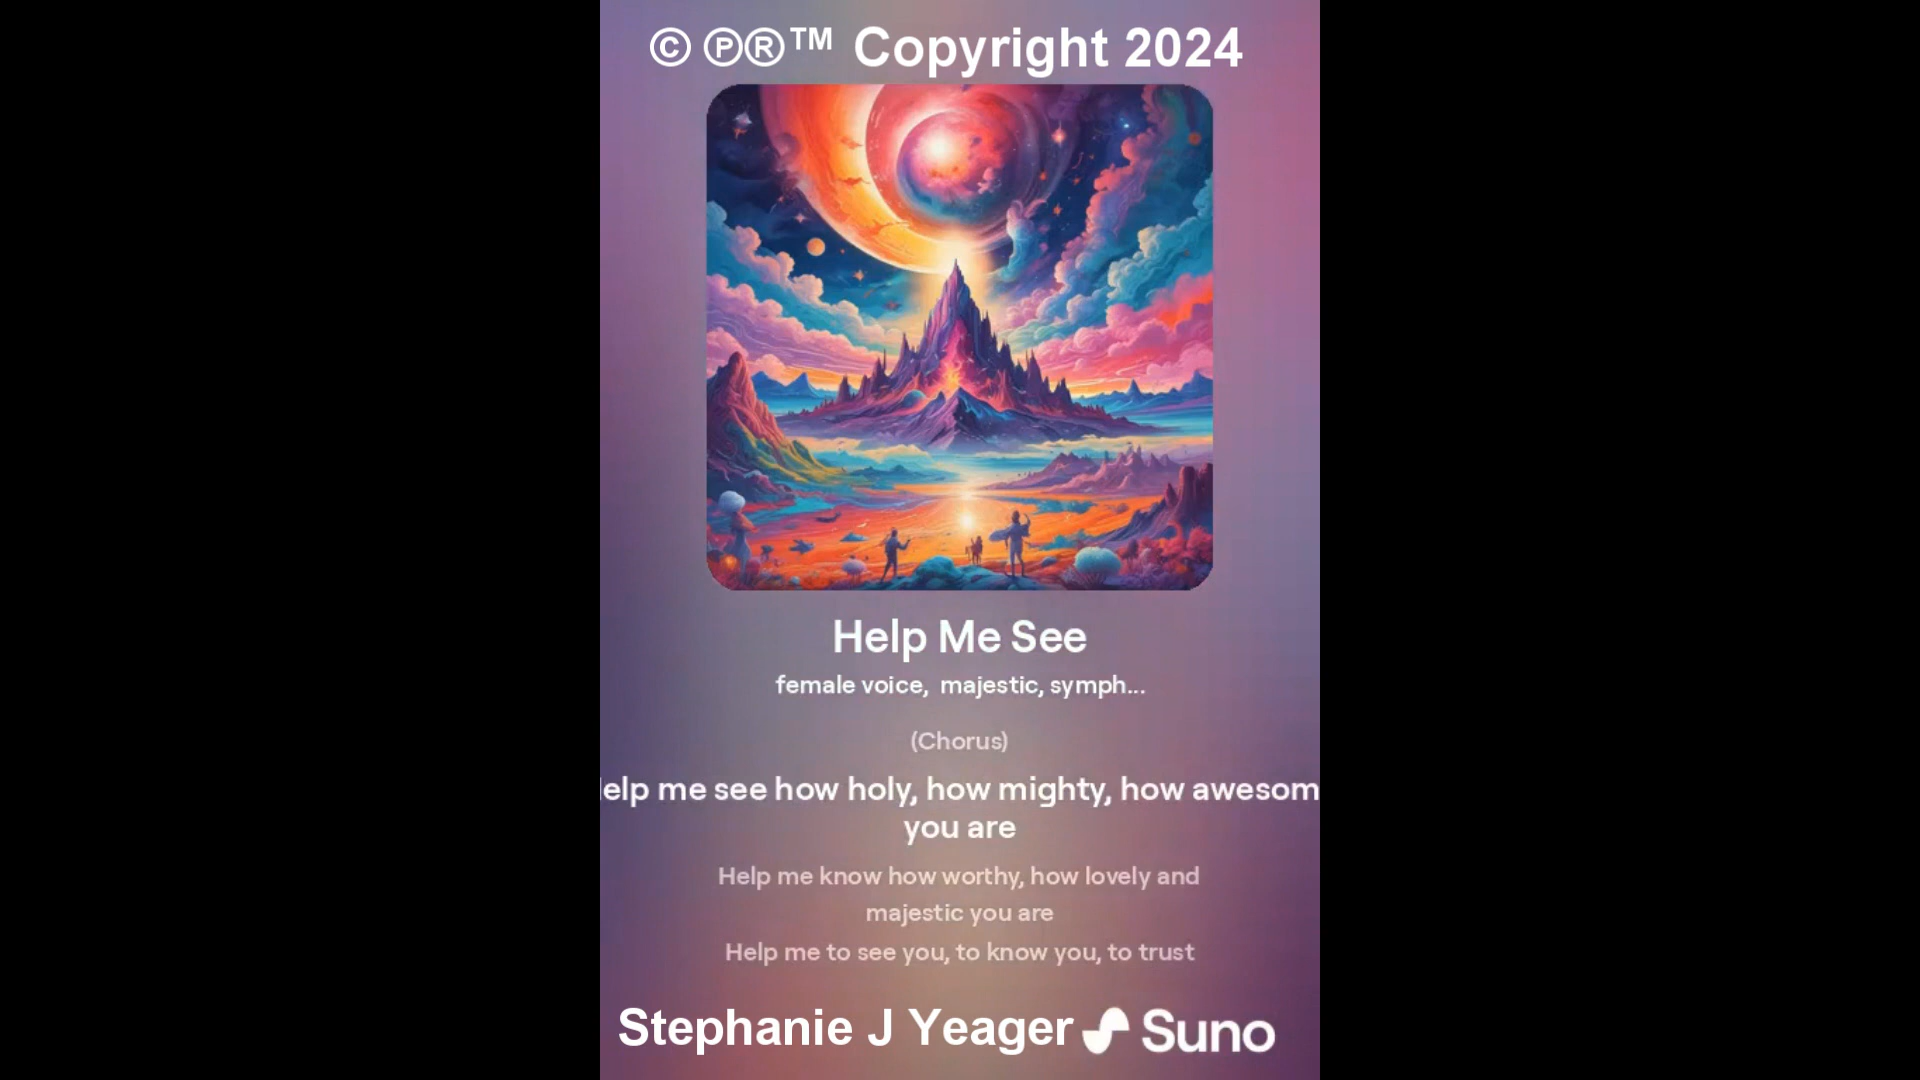 © ℗®™ Copyright 2024
Help Me See
female voice, majestic, symph...
(Chorus)
elp me see how holy, how mighty, how awesom
you are
Help me know how worthy, how lovely and
majestic you are
Help me to see you, to know you, to trust
Stephanie J Yeager Suno